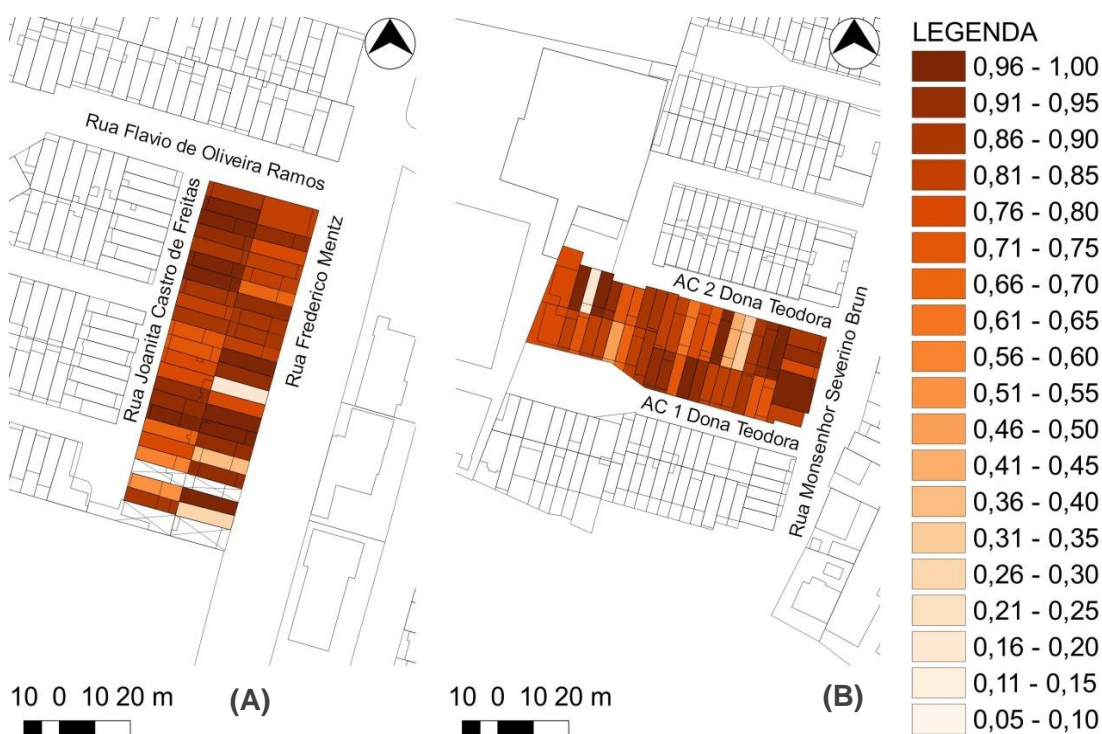 Rua Flavio de Oliveira Ramos
Rua Joanita Castro de Freitas
Rua Frederico Mentz
10 0 10 20 m
(A)
AC 2 Dona Teodora
AC 1 Dona Teodora
Rua Monsenhor Severino Brun
10 0 10 20 m
(B)
LEGENDA
0,96 - 1,00
0,91 - 0,95
0,86 - 0,90
0,81 - 0,85
0,76 - 0,80
0,71 - 0,75
0,66 - 0,70
0,61 - 0,65
0,56 - 0,60
0,51 - 0,55
0,46 - 0,50
0,41 - 0,45
0,36 - 0,40
0,31 - 0,35
0,26 - 0,30
0,21 - 0,25
0,16 - 0,20
0,11 - 0,15
0,05 - 0,10